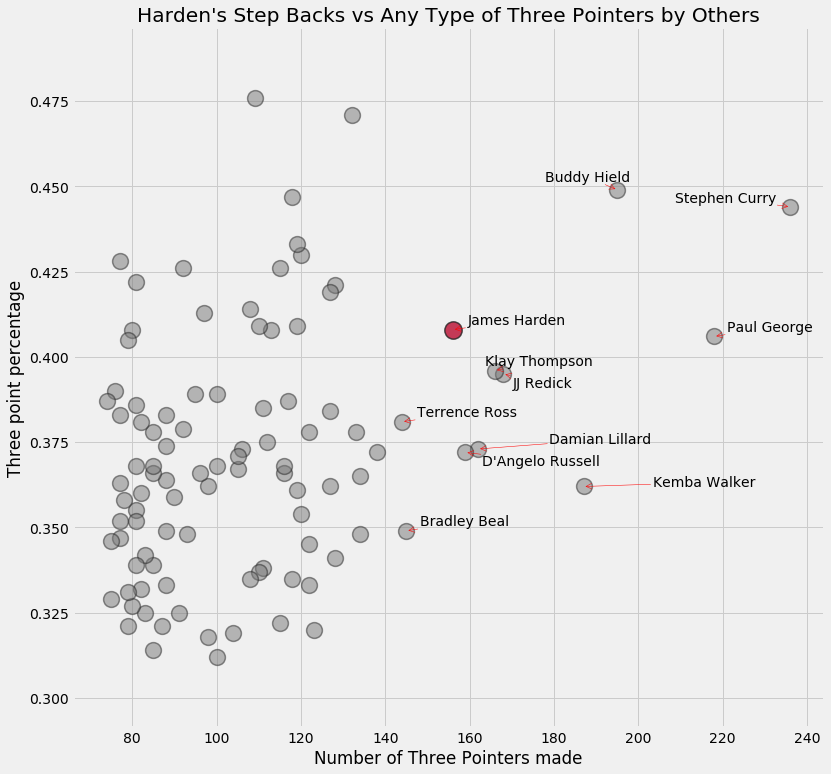 Harden's Step Backs vs Any Type of Three Pointers by Others
0.475
0.450
0.425
0.400
0.375
0.350
0.325
0.300
Three point percentage
Buddy Hield
Stephen Curry
James Harden
Paul George
Klay Thompson
JJ Redick
Terrence Ross
Damian Lillard
D'Angelo Russell
Kemba Walker
Bradley Beal
80 100 120 140 160 180 200 220 240
Number of Three Pointers made